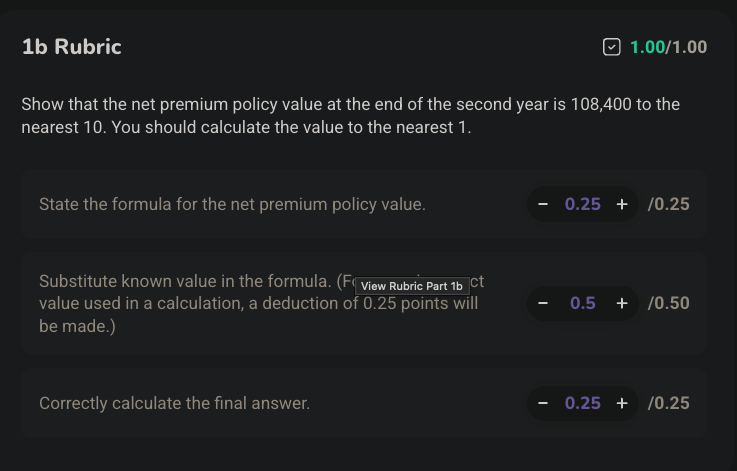 1b Rubric
1.00/1.00
Show that the net premium policy value at the end of the second year is 108,400 to the
nearest 10. You should calculate the value to the nearest 1.
State the formula for the net premium policy value.
− 0.25 + /0.25
Substitute known value in the formula. ct
View Rubric Part 1b
value used in a calculation, a deduction of 0.25 points will
be made.)
− 0.5 + /0.50
Correctly calculate the final answer.
− 0.25 + /0.25